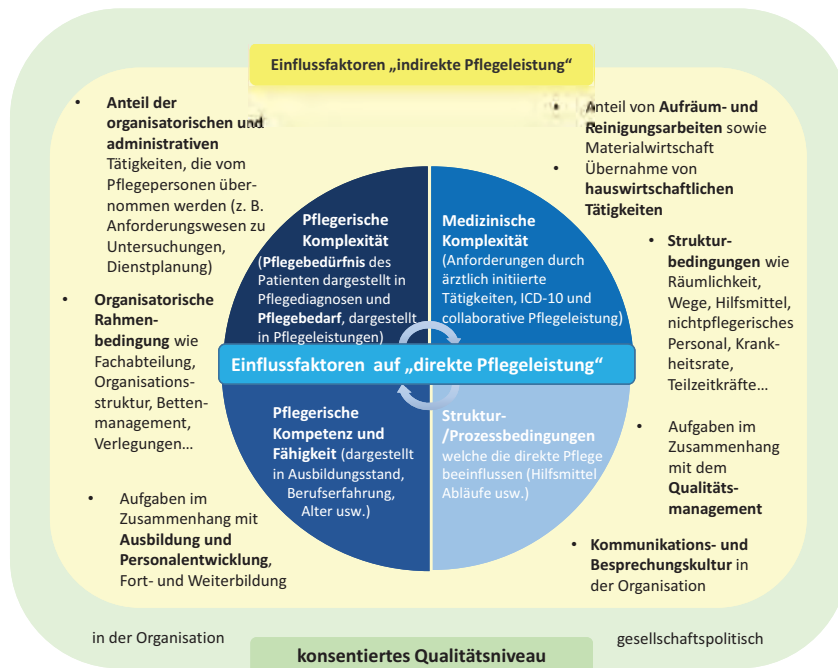 Einflussfaktoren „indirekte Pflegeleistung“
• Anteil der
organisatorischen und
administrativen
Tätigkeiten, die vom
Pflegepersonen über-
nommen werden (z. B.
Anforderungswesen zu
Untersuchungen,
Dienstplanung)
• Organisatorische
Rahmen-
bedingung wie
Fachabteilung,
Organisations-
struktur, Betten-
management,
Verlegungen…
• Aufgaben im
Zusammenhang mit
Ausbildung und
Personalentwicklung,
Fort- und Weiterbildung
Pflegerische
Komplexität
(Pflegebedürfnis des
Patienten dargestellt in
Pflegediagnosen und
Pflegebedarf, dargestellt
in Pflegeleistungen)
Medizinische
Komplexität
(Anforderungen durch
ärztlich initiierte
Tätigkeiten, ICD-10 und
collaborative Pflegeleistung)
Einflussfaktoren auf „direkte Pflegeleistung“
Pflegerische
Kompetenz und
Fähigkeit (dargestellt
in Ausbildungsstand,
Berufserfahrung,
Alter usw.)
Struktur-
/Prozessbedingungen
welche die direkte Pflege
beeinflussen (Hilfsmittel
Abläufe usw.)
• Anteil von Aufräum- und
Reinigungsarbeiten sowie
Materialwirtschaft
• Übernahme von
hauswirtschaftlichen
Tätigkeiten
• Struktur-
bedingungen wie
Räumlichkeit,
Wege, Hilfsmittel,
nichtpflegerisches
Personal, Krank-
heitsrate,
Teilzeitkräfte…
• Aufgaben im
Zusammenhang
mit dem
Qualitäts-
management
• Kommunikations- und
Besprechungskultur in
der Organisation
in der Organisation
konsentiertes Qualitätsniveau
gesellschaftspolitisch